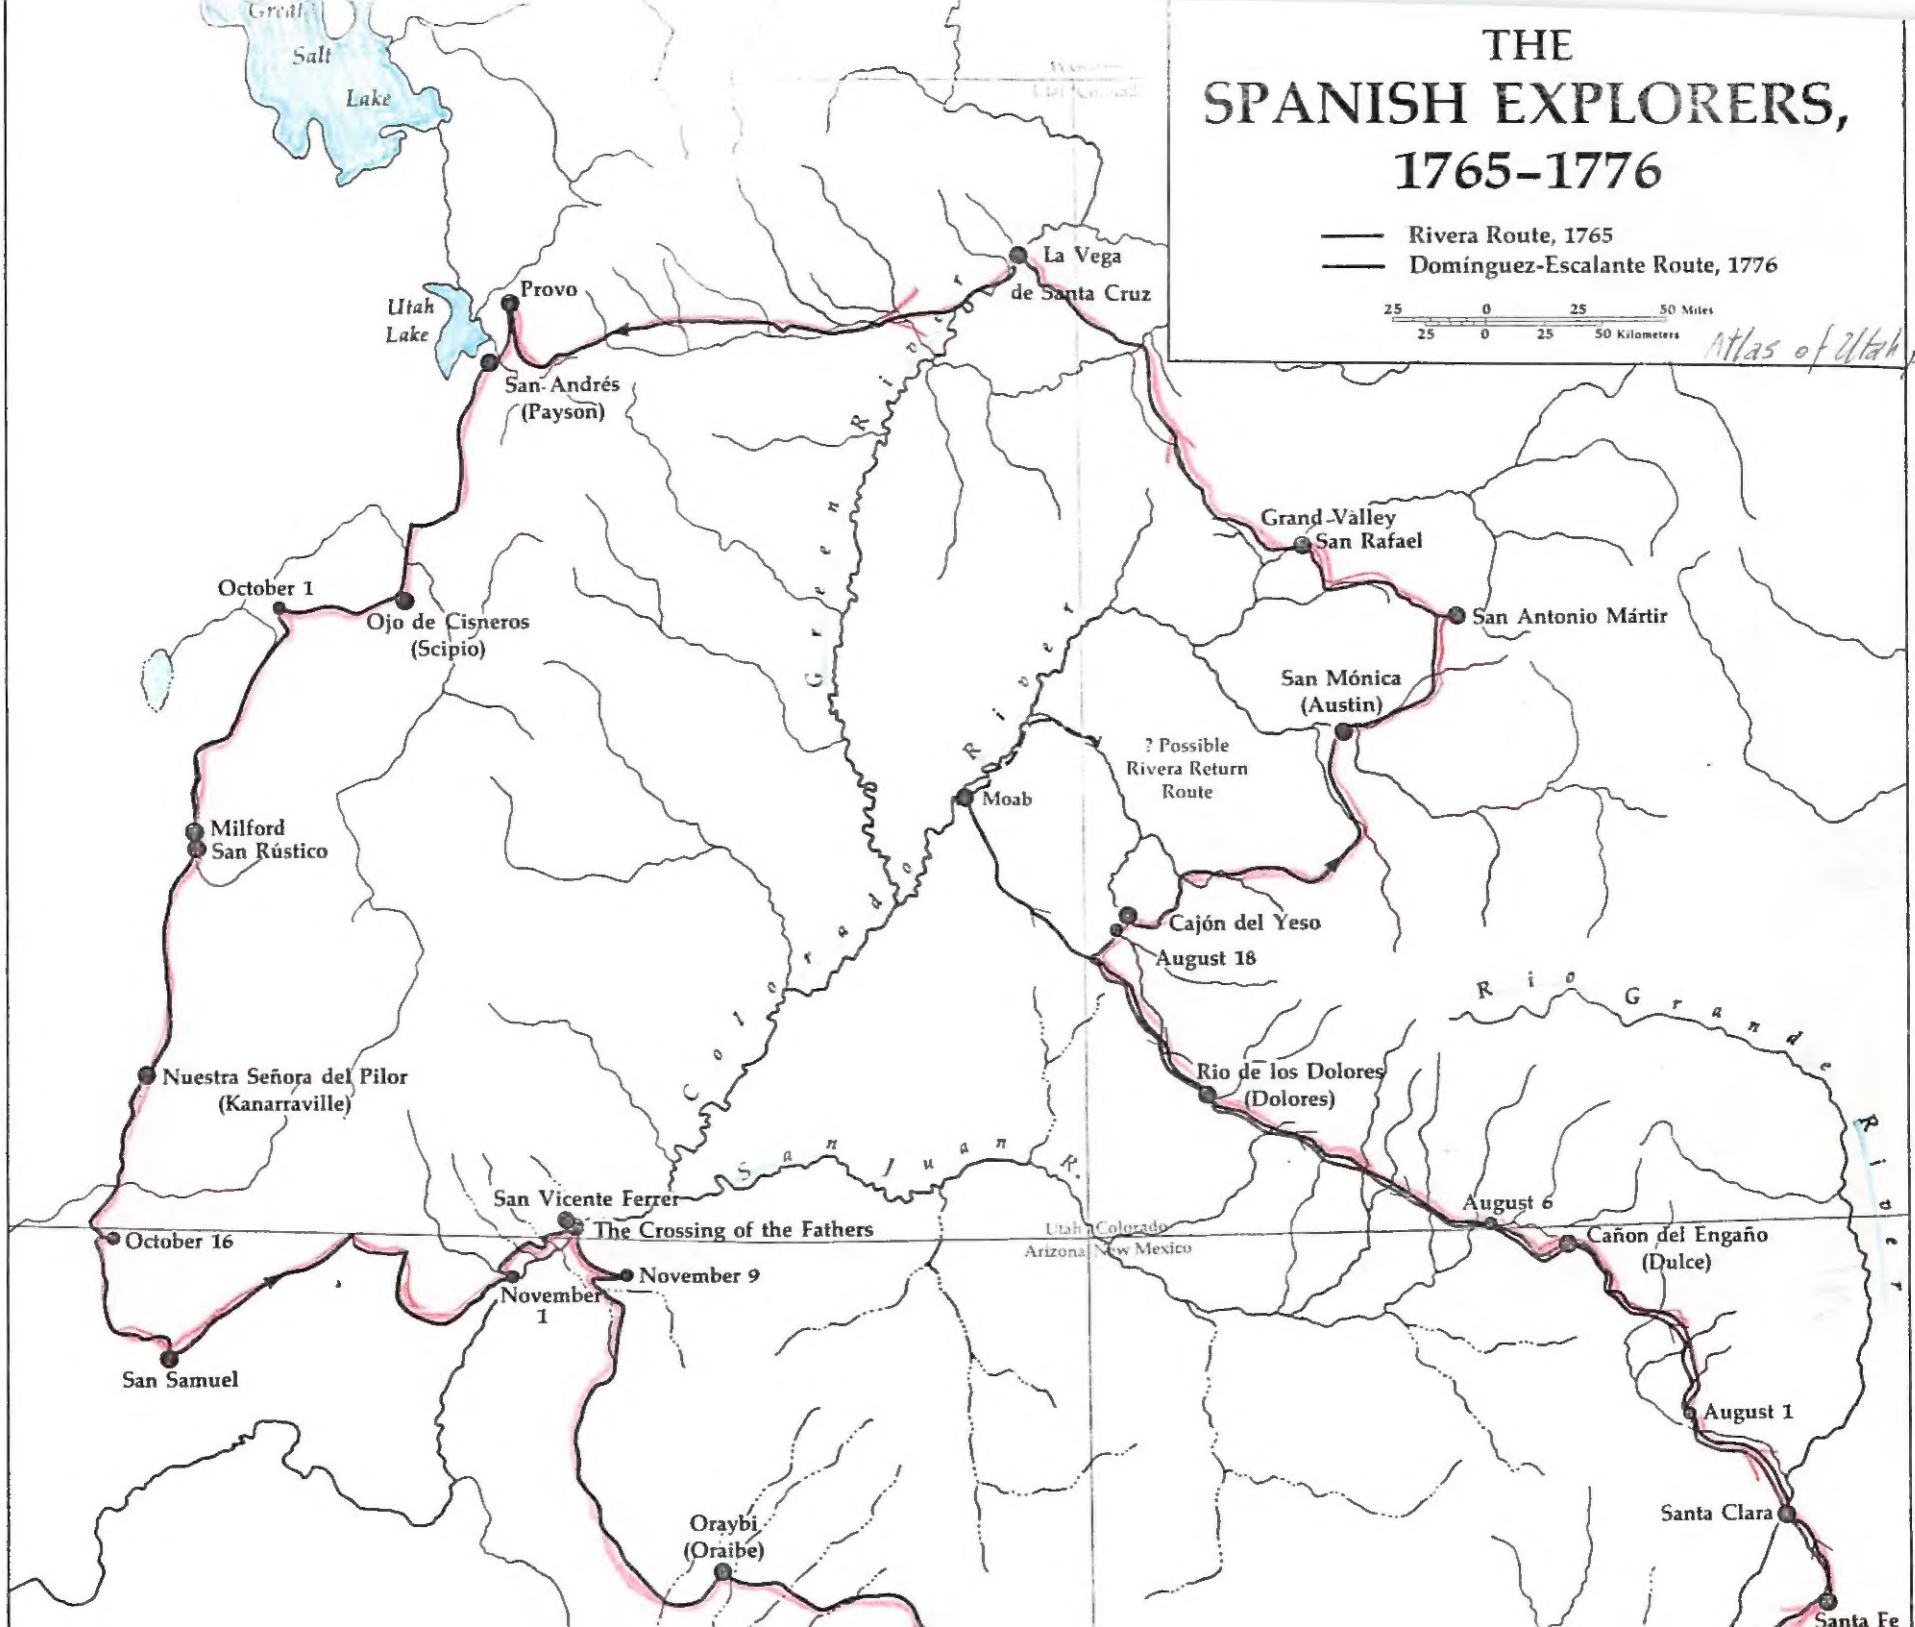 THE
SPANISH EXPLORERS,
1765–1776
Rivera Route, 1765
Domínguez-Escalante Route, 1776
25 0 25 50 Miles
25 0 25 50 Kilometers
Atlas of Utah
Great
Salt
Lake
Utah
Lake
Provo
San Andrés
(Payson)
La Vega
de Santa Cruz
Green River
Grand Valley
San Rafael
San Antonio Mártir
San Mónica
(Austin)
October 1
Ojo de Cisneros
(Scipio)
? Possible
Rivera Return
Route
Moab
Milford
San Rústico
Colorado River
Cajón del Yeso
August 18
Rio Grande River
Rio de los Dolores
(Dolores)
Nuestra Señora del Pilor
(Kanarraville)
San Juan R.
San Vicente Ferrer
The Crossing of the Fathers
October 16
November 9
November
1
Utah Colorado
Arizona New Mexico
August 6
Cañon del Engaño
(Dulce)
San Samuel
August 1
Santa Clara
Oraybi
(Oraibe)
Santa Fe